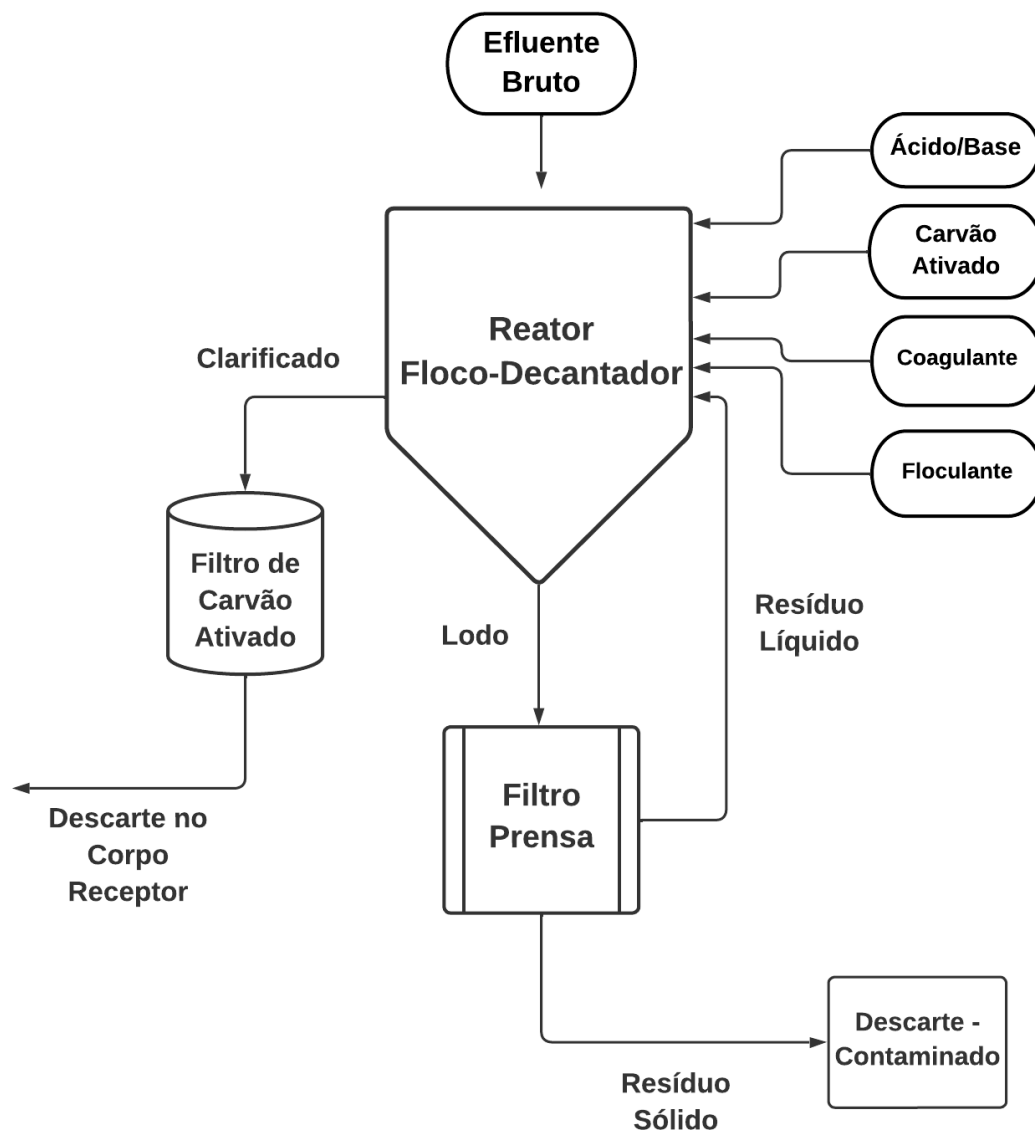 Efluente
Bruto
Ácido/Base
Carvão
Ativado
Reator
Floco-Decantador
Coagulante
Clarificado
Floculante
Filtro de
Carvão
Ativado
Lodo
Resíduo
Líquido
Filtro
Prensa
Descarte no
Corpo
Receptor
Descarte -
Contaminado
Resíduo
Sólido